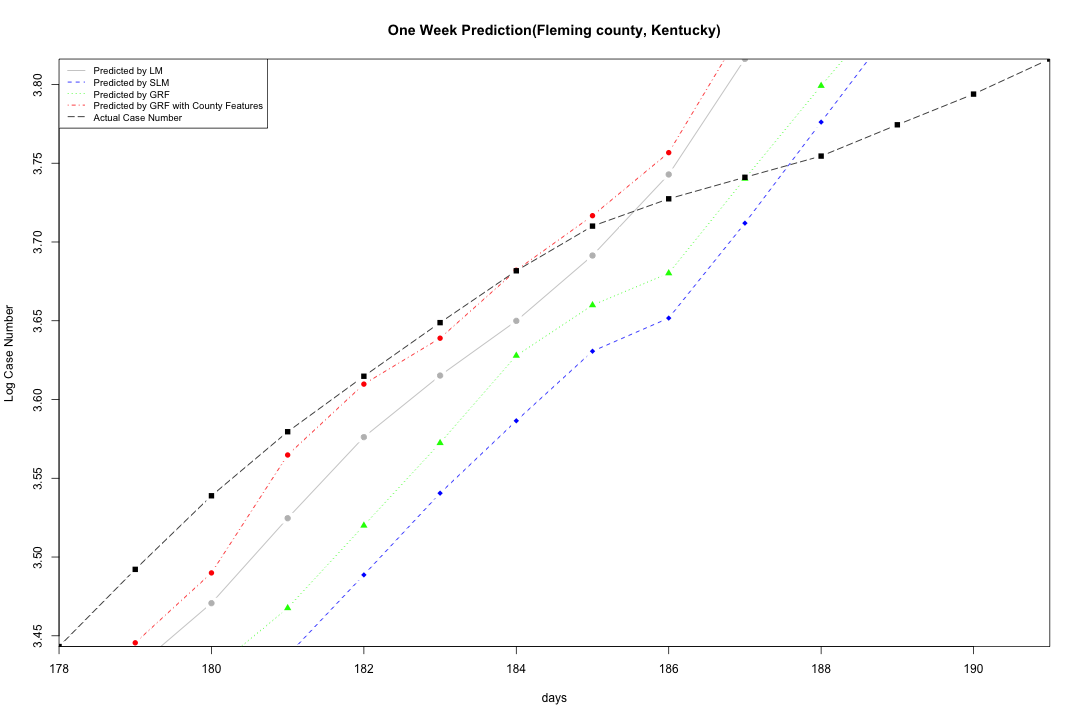 One Week Prediction(Fleming county, Kentucky)
Predicted by LM
Predicted by SLM
Predicted by GRF
Predicted by GRF with County Features
Actual Case Number
Log Case Number
3.80
3.75
3.70
3.65
3.60
3.55
3.50
3.45
178 180 182 184 186 188 190
days